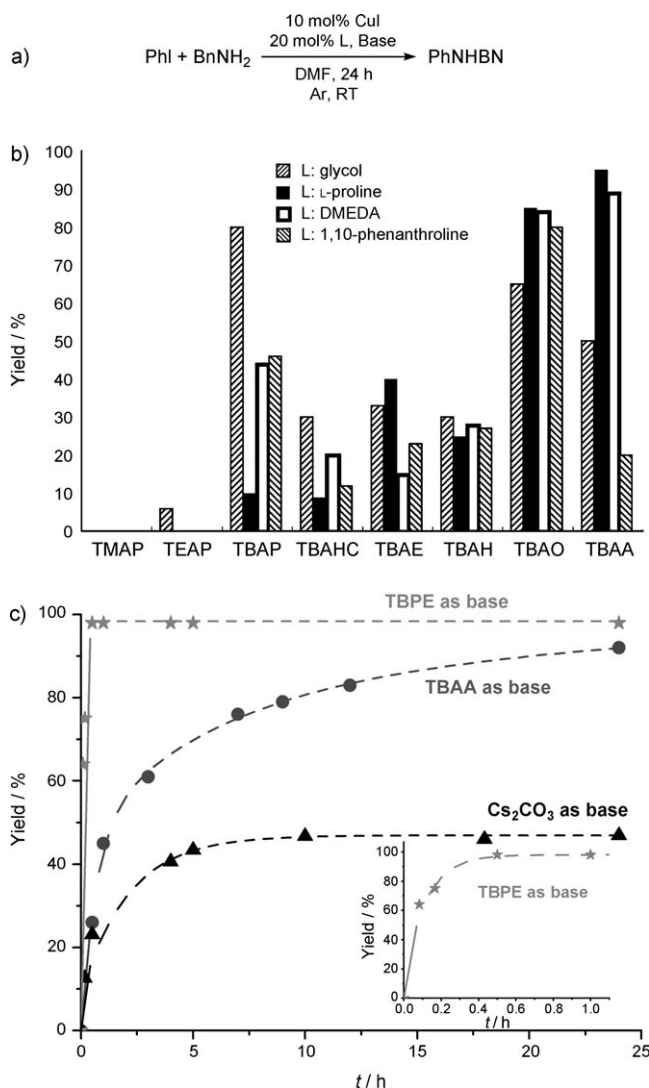 a)
PhI + BnNH₂
10 mol% CuI
20 mol% L, Base
DMF, 24 h
Ar, RT
PhNHBN
b)
L: glycol
L: L-proline
L: DMEDA
L: 1,10-phenanthroline
Yield / %
100
90
80
70
60
50
40
30
20
10
0
TMAP TEAP TBAP TBAHC TBAE TBAH TBAO TBAA
c)
TBPE as base
TBAA as base
Cs₂CO₃ as base
Yield / %
100
80
60
40
20
0
0 5 10 15 20 25
t / h
TBPE as base
Yield / %
100
80
60
40
20
0
0.0 0.2 0.4 0.6 0.8 1.0
t / h